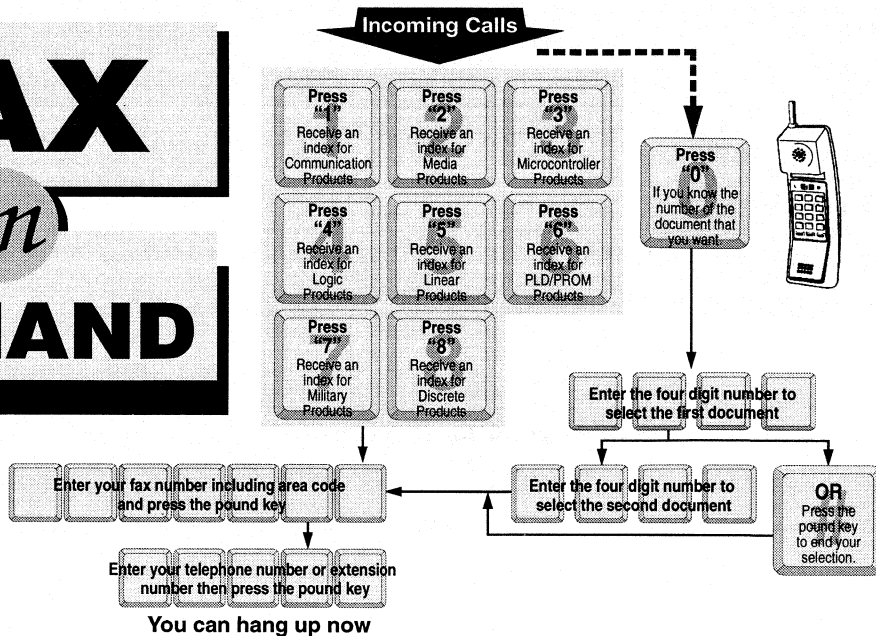 Incoming Calls
AX
n
AND
Press
"1"
Receive an
index for
Communication
Products
Press
"2"
Receive an
index for
Media
Products
Press
"3"
Receive an
index for
Microcontroller
Products
Press
"4"
Receive an
index for
Logic
Products
Press
"5"
Receive an
index for
Linear
Products
Press
"6"
Receive an
index for
PLD/PROM
Products
Press
"7"
Receive an
index for
Military
Products
Press
"8"
Receive an
index for
Discrete
Products
Press
"0"
If you know the
number of the
document that
you want.
Enter the four digit number to
select the first document
Enter the four digit number to
select the second document
OR
Press the
pound key
to end your
selection.
Enter your fax number including area code
and press the pound key
Enter your telephone number or extension
number then press the pound key
You can hang up now